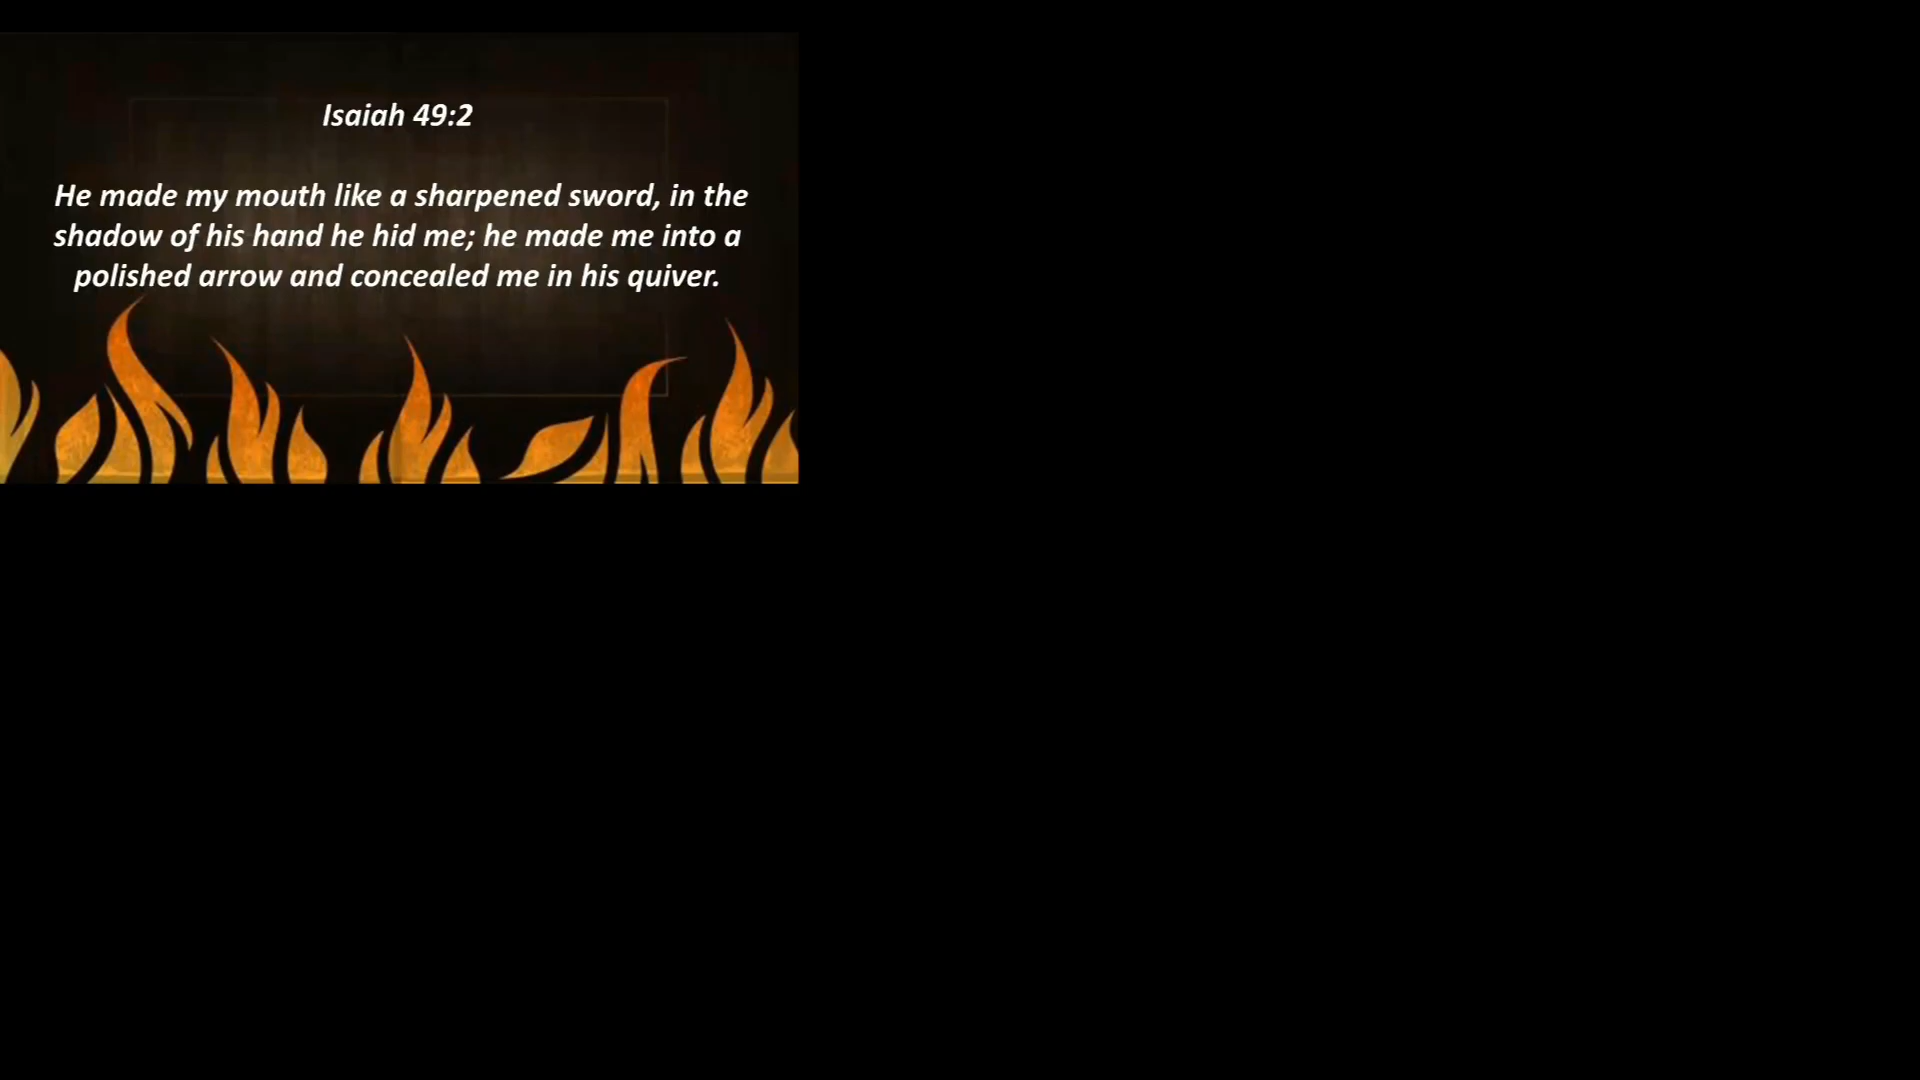 Isaiah 49:2
He made my mouth like a sharpened sword, in the
shadow of his hand he hid me; he made me into a
polished arrow and concealed me in his quiver.